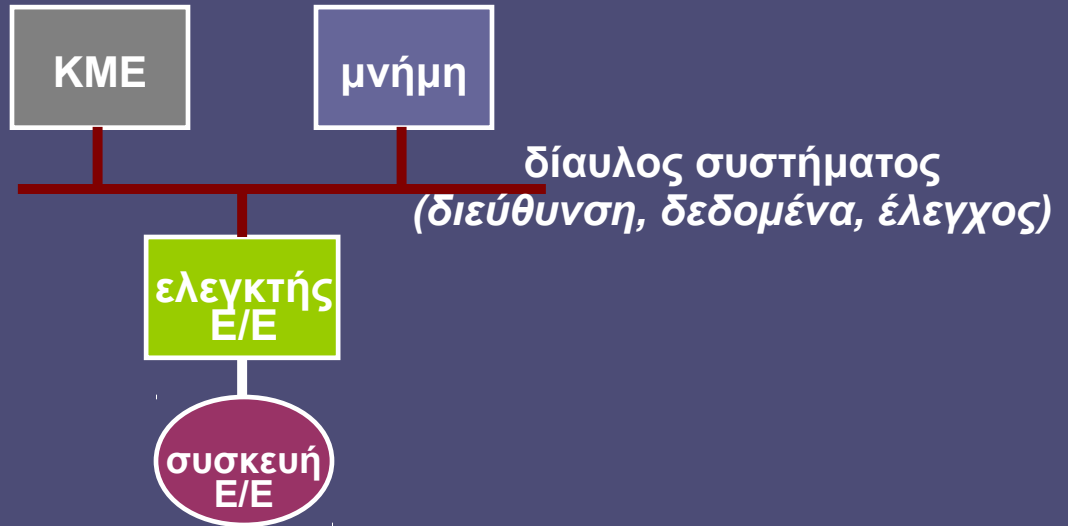 ΚΜΕ
μνήμη
δίαυλος συστήματος
(διεύθυνση, δεδομένα, έλεγχος)
ελεγκτής
Ε/Ε
συσκευή
Ε/Ε